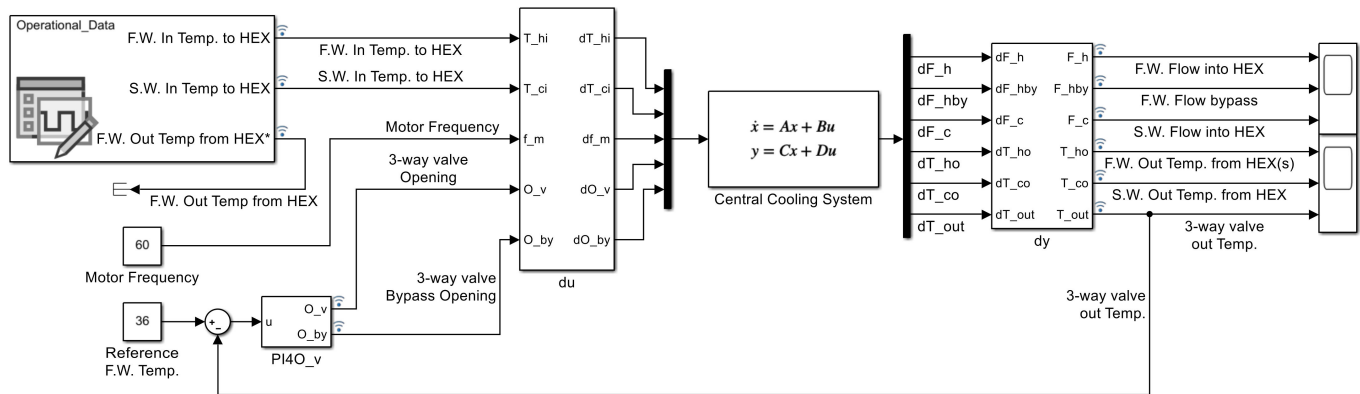 Operational_Data
F.W. In Temp. to HEX
S.W. In Temp to HEX
F.W. Out Temp from HEX*
F.W. In Temp. to HEX
S.W. In Temp. to HEX
Motor Frequency
3-way valve
Opening
F.W. Out Temp from HEX
60
Motor Frequency
36
Reference
F.W. Temp.
+
-
u
O_v
O_by
PI4O_v
3-way valve
Bypass Opening
T_hi
T_ci
f_m
O_v
O_by
dT_hi
dT_ci
df_m
dO_v
dO_by
du
ẋ = Ax + Bu
y = Cx + Du
Central Cooling System
dF_h
dF_hby
dF_c
dT_ho
dT_co
dT_out
dF_h
dF_hby
dF_c
dT_ho
dT_co
dT_out
F_h
F_hby
F_c
T_ho
T_co
T_out
dy
F.W. Flow into HEX
F.W. Flow bypass
S.W. Flow into HEX
F.W. Out Temp. from HEX(s)
S.W. Out Temp. from HEX
3-way valve
out Temp.
3-way valve
out Temp.